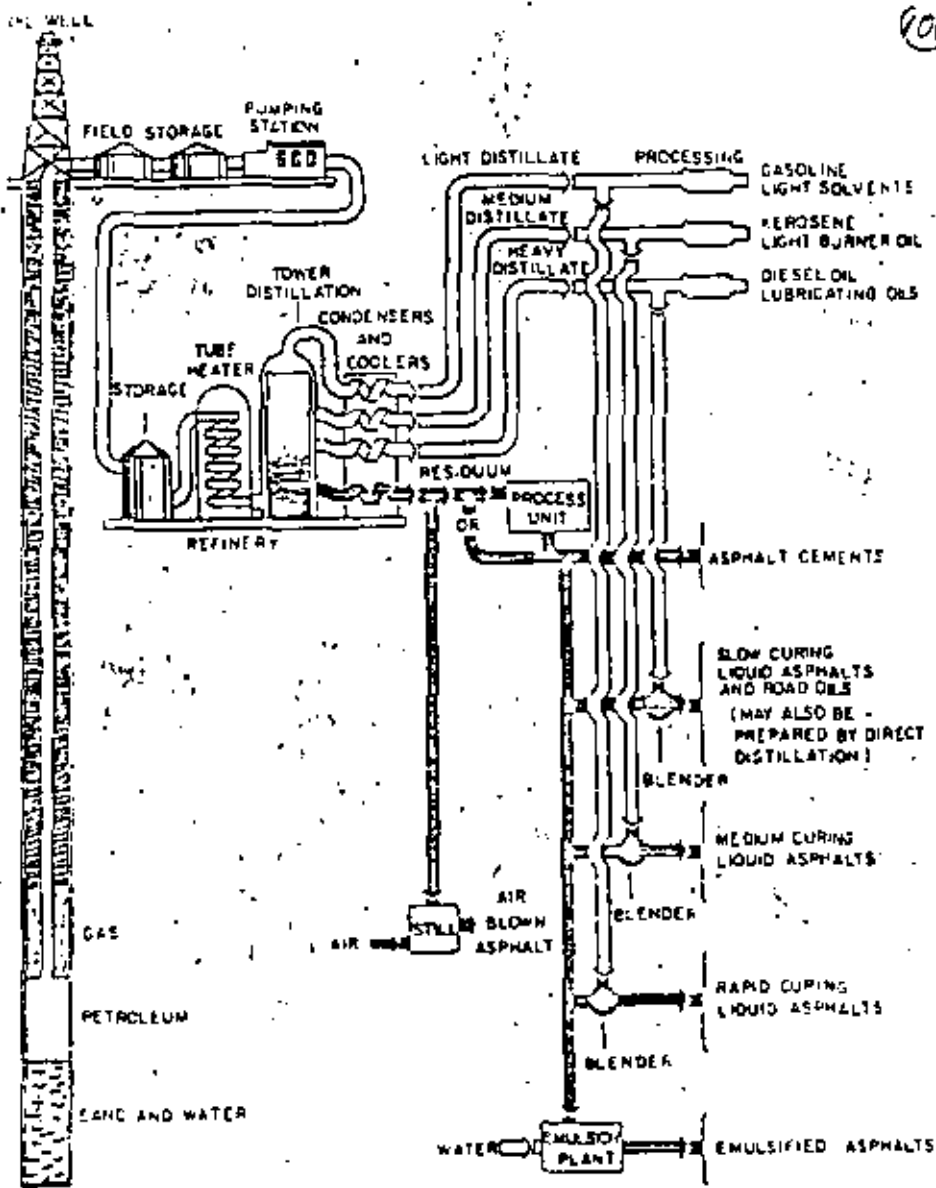 WELL
PUMPING
STATION
FIELD STORAGE
LIGHT DISTILLATE
PROCESSING
GASOLINE
LIGHT SOLVENTS
MEDIUM
DISTILLATE
KEROSENE
LIGHT BURNER OIL
HEAVY
DISTILLATE
DIESEL OIL
LUBRICATING OILS
TOWER
DISTILLATION
CONDENSERS
AND
COOLERS
TUBE
HEATER
STORAGE
RESIDUUM
PROCESS
UNIT
OR
REFINERY
ASPHALT CEMENTS
SLOW CURING
LIQUID ASPHALTS
AND ROAD OILS
(MAY ALSO BE
PREPARED BY DIRECT
DISTILLATION)
BLENDER
MEDIUM CURING
LIQUID ASPHALTS
BLENDER
AIR
BLOWN
ASPHALT
STILL
AIR
GAS
RAPID CURING
LIQUID ASPHALTS
PETROLEUM
BLENDER
SAND AND WATER
WATER
EMULSION
PLANT
EMULSIFIED ASPHALTS